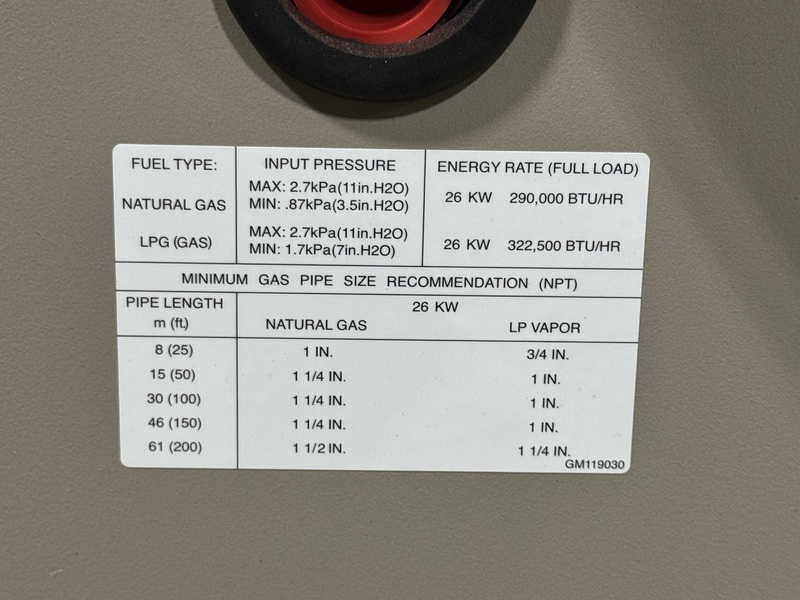 FUEL TYPE: INPUT PRESSURE ENERGY RATE (FULL LOAD)
NATURAL GAS MAX: 2.7kPa(11in.H2O) 26 KW 290,000 BTU/HR
MIN: .87kPa(3.5in.H2O)
LPG (GAS) MAX: 2.7kPa(11in.H2O) 26 KW 322,500 BTU/HR
MIN: 1.7kPa(7in.H2O)
MINIMUM GAS PIPE SIZE RECOMMENDATION (NPT)
PIPE LENGTH 26 KW
m (ft.) NATURAL GAS LP VAPOR
8 (25) 1 IN. 3/4 IN.
15 (50) 1 1/4 IN. 1 IN.
30 (100) 1 1/4 IN. 1 IN.
46 (150) 1 1/4 IN. 1 IN.
61 (200) 1 1/2 IN. 1 1/4 IN.
GM119030